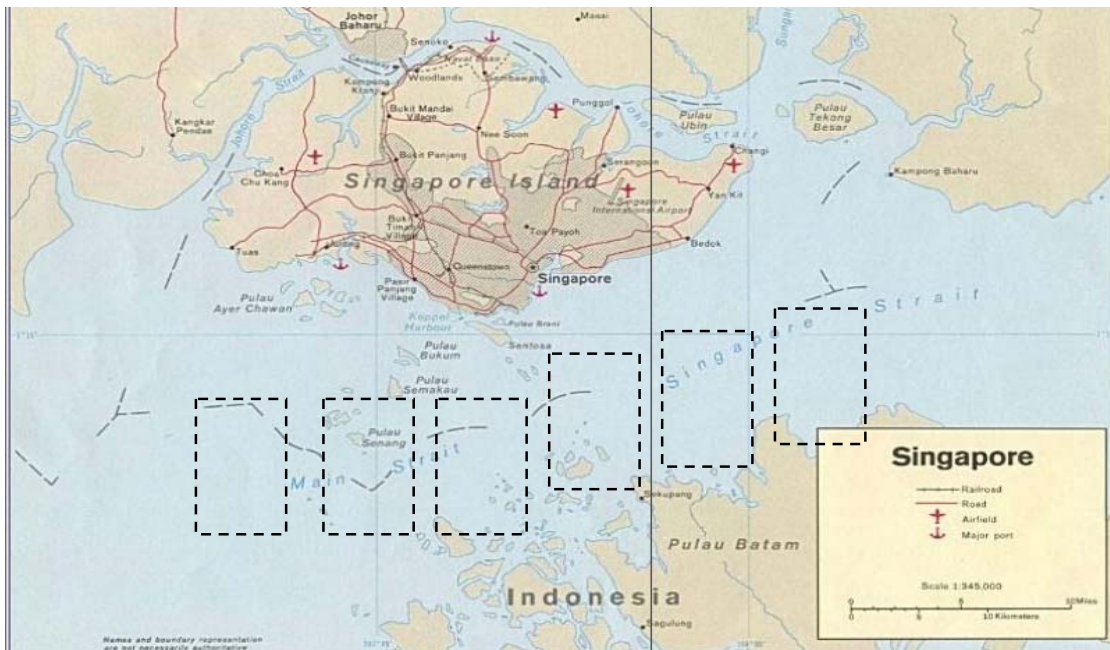 Johor
Baharu
Masai
Senoko
Causeway
Naval Base
Woodlands
Sembawang
Kampong
Kranji
Bukit Mandai
Village
Punggol
Pulau
Ubin
Pulau
Tekong
Besar
Johore
Strait
Kangkar
Pendas
Nee Soon
Johore
Strait
Changi
Bukit Panjang
Serangoon
Kampong Baharu
Choa
Chu Kang
Singapore Island
Yan Kit
Singapore
International Airport
Bukit
Timah
Village
Toa Payoh
Bedok
Tuas
Jurong
Queenstown
Singapore
Pasir
Panjang
Village
Pulau
Ayer Chawan
Keppel
Harbour
Pulau Brani
Sentosa
Singapore Strait
1°15'
Pulau
Bukum
Pulau
Semakau
Pulau
Senang
Main Strait
Sekupang
Pulau Batam
Indonesia
Sagulung
Singapore
Railroad
Road
Airfield
Major port
Scale 1:345,000
0 5 10 Miles
0 5 10 Kilometers
Names and boundary representation
are not necessarily authoritative